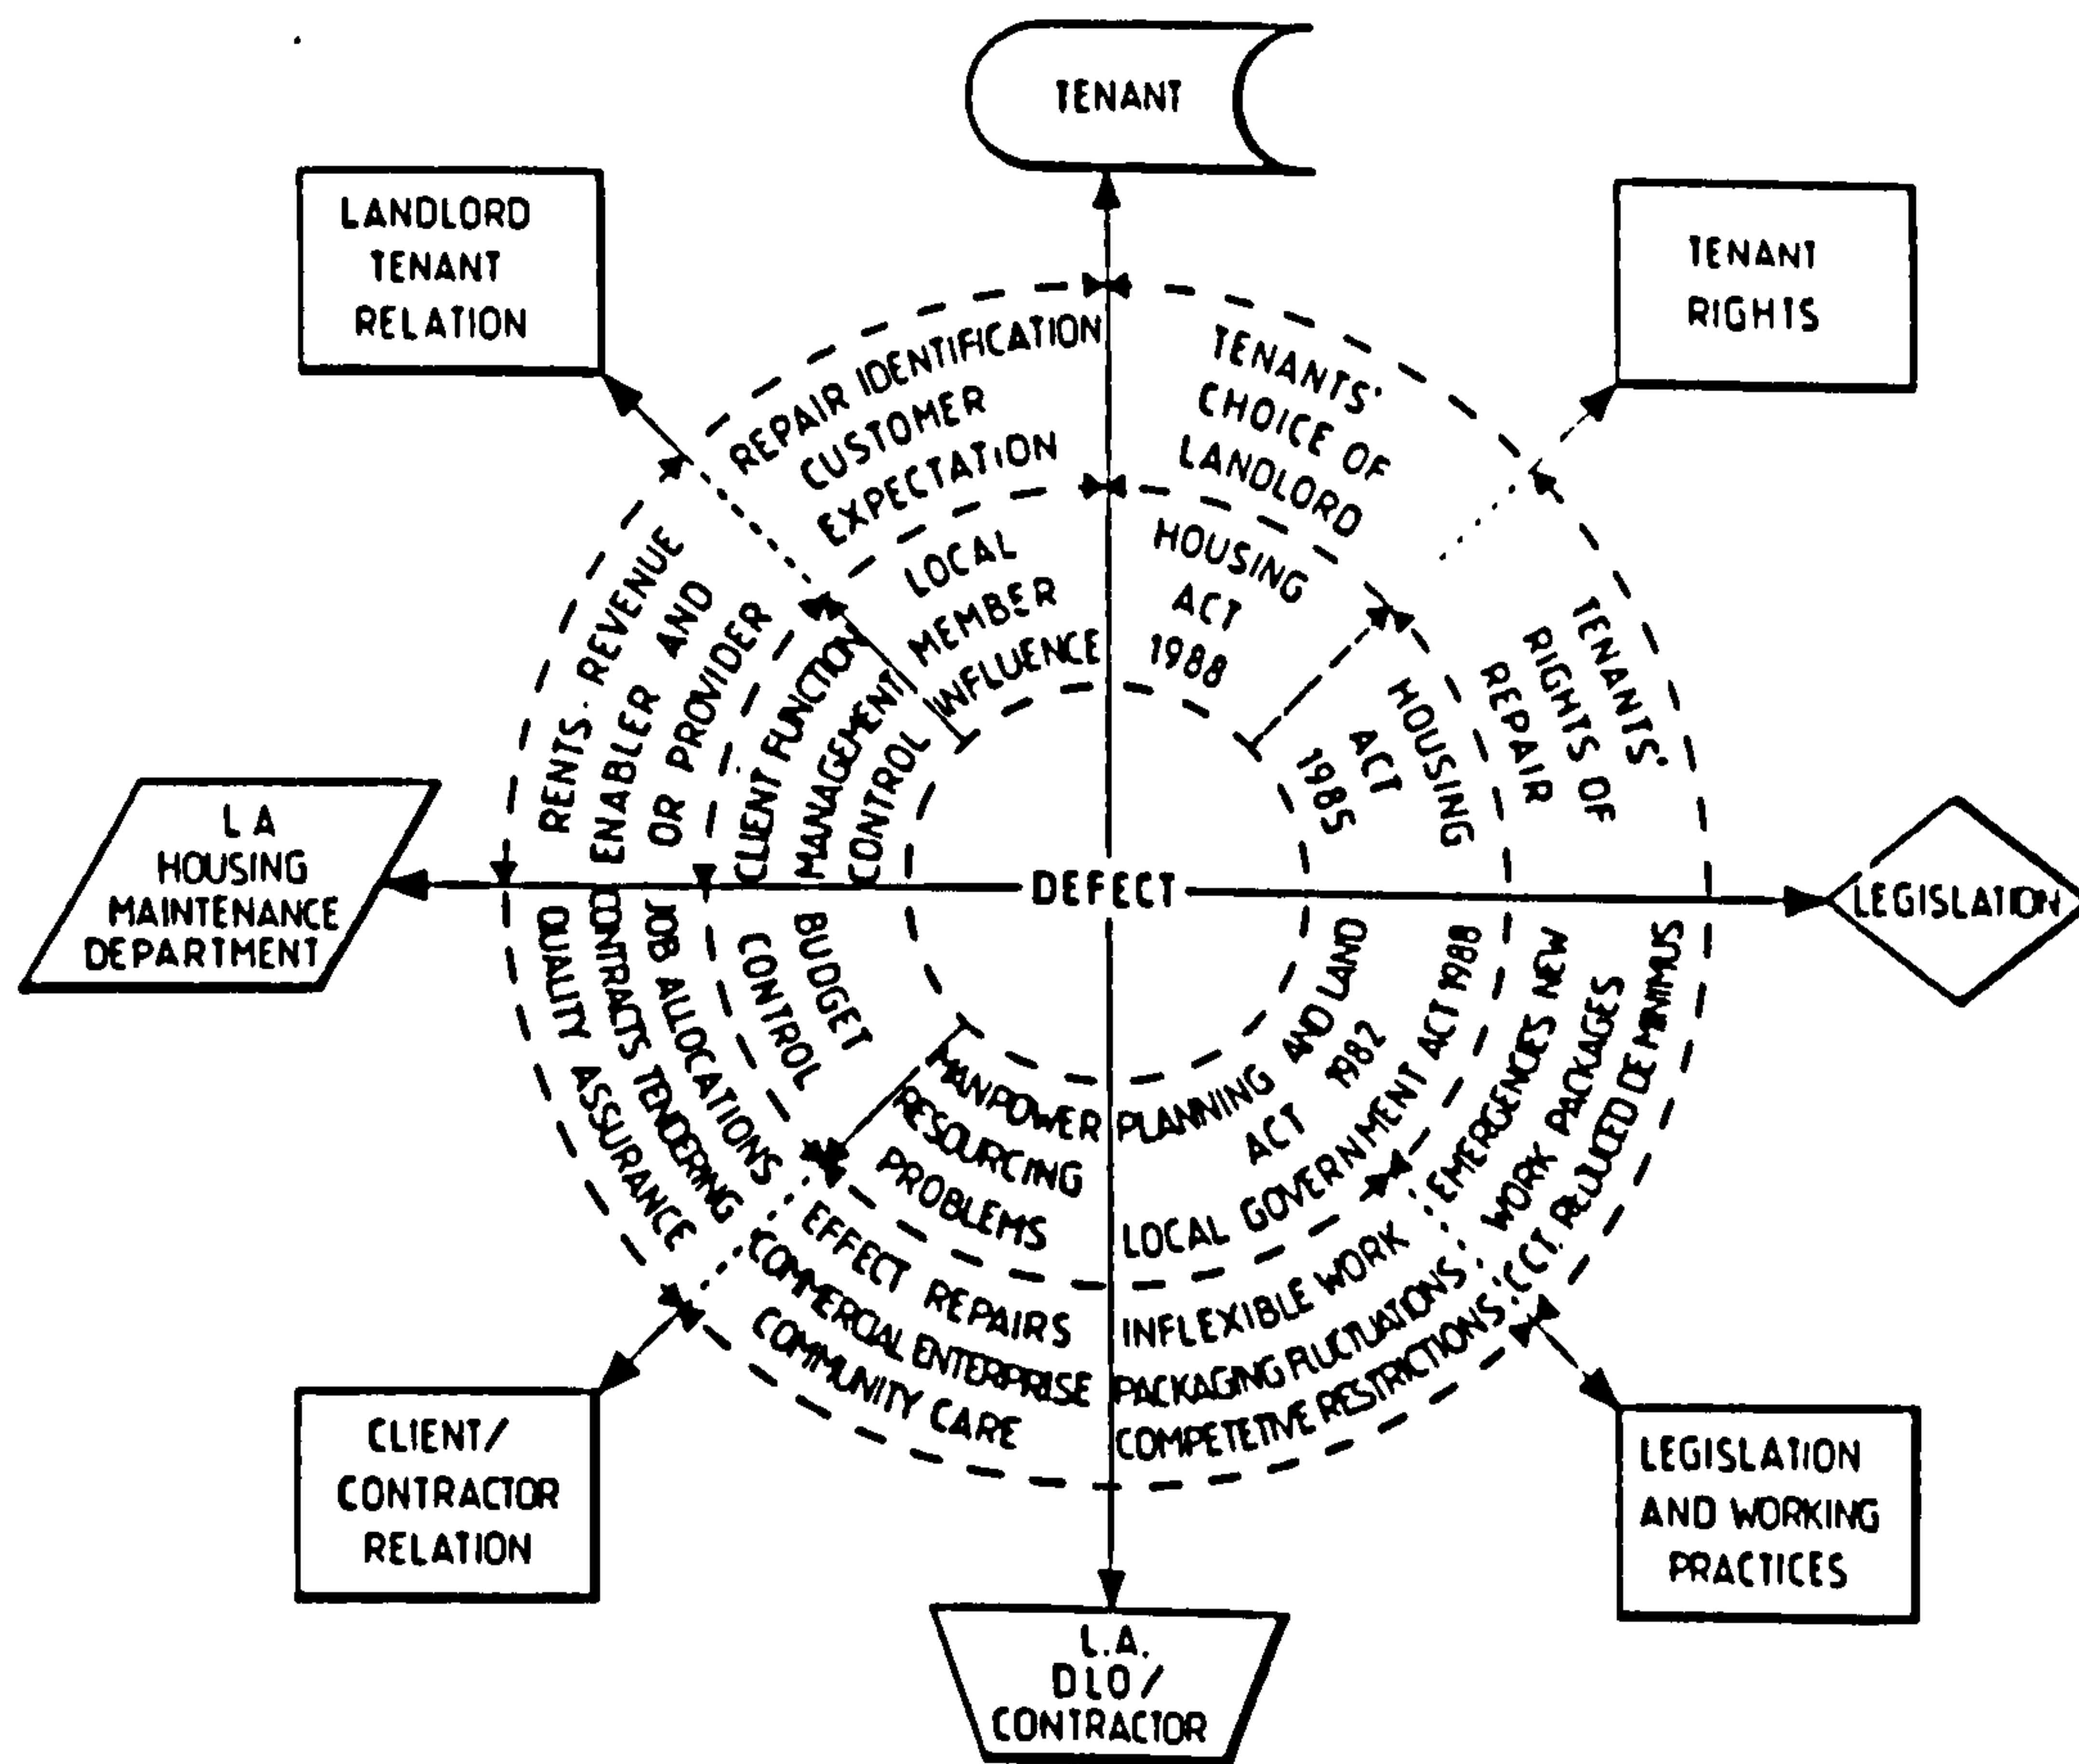 TENANT
LANDLORD
TENANT
RELATION
TENANT
RIGHTS
REPAIR IDENTIFICATION
CUSTOMER
EXPECTATION
LOCAL
MEMBER
INFLUENCE
TENANTS'
CHOICE OF
LANDLORD
HOUSING
ACT
1988
RENTS. REVENUE
ENABLER AND
OR PROVIDER
CLIENT FUNCTION
MANAGEMENT/
CONTROL
TENANTS'
RIGHTS OF
REPAIR
HOUSING
ACT
1985
L A
HOUSING
MAINTENANCE
DEPARTMENT
DEFECT
LEGISLATION
BUDGET
CONTROL
JOB ALLOCATIONS
CONTRACTS TENDERING
QUALITY ASSURANCE
MANPOWER
RESOURCING
PROBLEMS
EFFECT REPAIRS
COMMERCIAL ENTERPRISE
COMMUNITY CARE
PLANNING AND LAND
ACT 1982
LOCAL GOVERNMENT ACT 1988
INFLEXIBLE WORK : EMERGENCIES NEW
PACKAGING FLUCTUATIONS : WORK PACKAGES
COMPETETIVE RESTRICTIONS : CCT. REDUCED DE MINIMUS
CLIENT/
CONTRACTOR
RELATION
LEGISLATION
AND WORKING
PRACTICES
L.A.
DLO/
CONTRACTOR